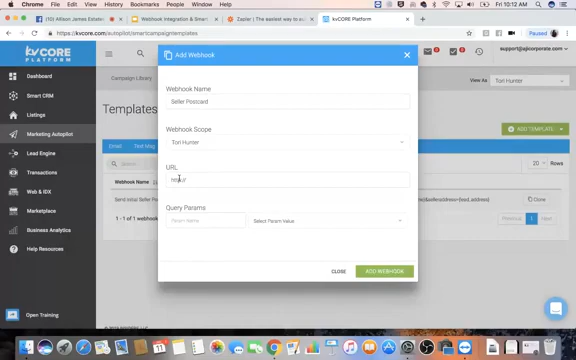 Chrome File Edit View History Bookmarks People Window Help
Fri 10:12 AM
(1) Allison James Estate
Webhook Integration & Smart
Zapier | The easiest way to au
kvCORE Platform
https://kvcore.com/autopilot/smartcampaigntemplates
Paused
kvCORE
PLATFORM
support@ajicorporate.com
Dashboard
Smart CRM
Listings
Marketing Autopilot
Lead Engine
Transactions
Web & IDX
Marketplace
Business Analytics
Help Resources
Open Training
Campaign Library
View As
Tori Hunter
Templates
ADD TEMPLATE
Email
Text Msg
Search
20
Webhook Name
Send Initial Seller
Clone
1 - 1 of 1 webhook
Previous
1
Next
Add Webhook
Webhook Name
Seller Postcard
Webhook Scope
Tori Hunter
URL
http://
Query Params
Param Name
Select Param Value
CLOSE
ADD WEBHOOK